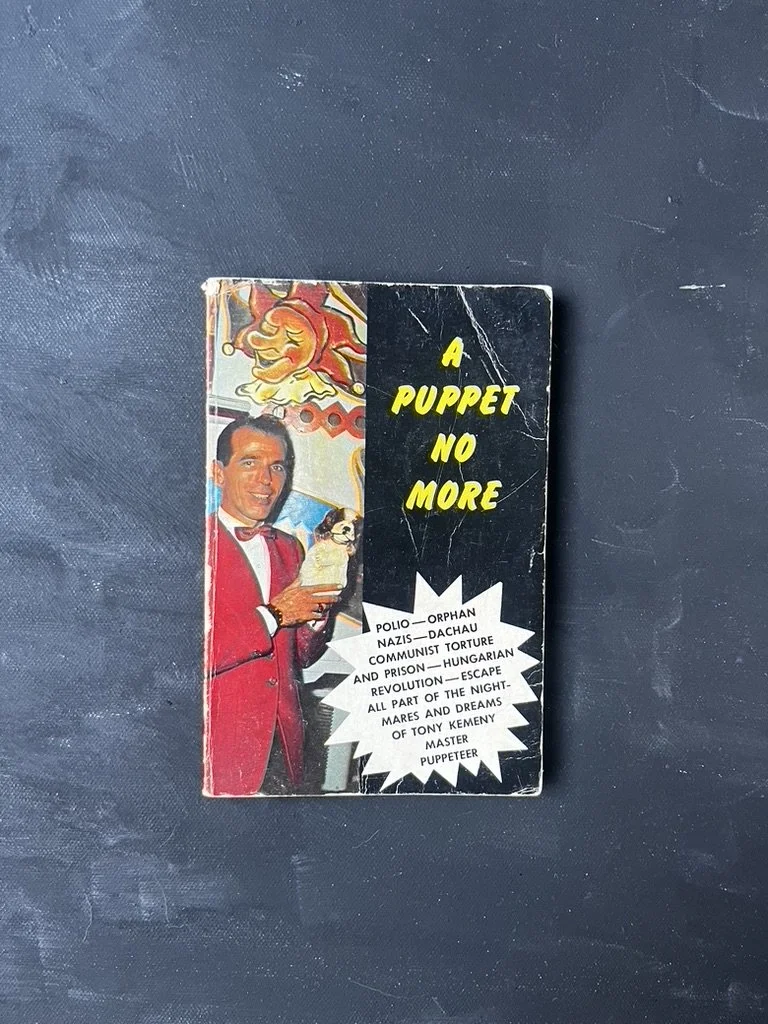 A
PUPPET
NO
MORE
POLIO—ORPHAN
NAZIS—DACHAU
COMMUNIST TORTURE
AND PRISON—HUNGARIAN
REVOLUTION—ESCAPE
ALL PART OF THE NIGHT-
MARES AND DREAMS
OF TONY KEMENY
MASTER
PUPPETEER